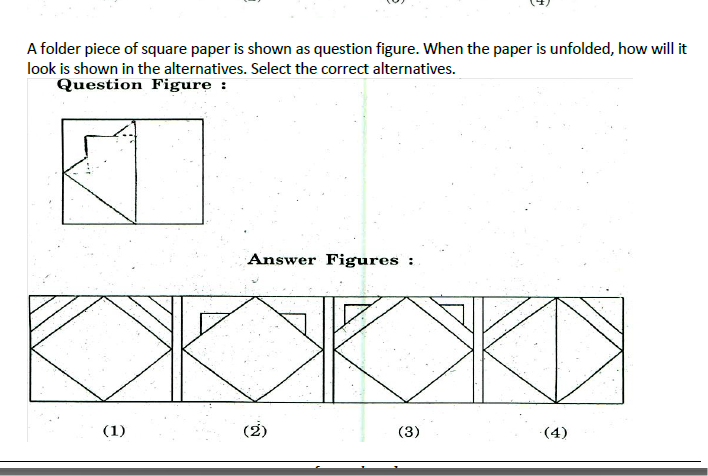 (4)
A folder piece of square paper is shown as question figure. When the paper is unfolded, how will it
look is shown in the alternatives. Select the correct alternatives.
Question Figure :
Answer Figures :
(1) (2) (3) (4)